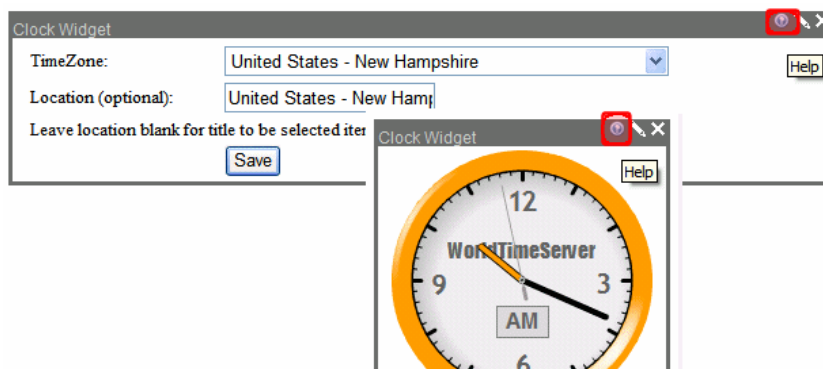 Clock Widget
TimeZone:
United States - New Hampshire
Help
Location (optional):
United States - New Hamp
Leave location blank for title to be selected iter
Save
Clock Widget
Help
12
WorldTimeServer
9
3
AM
6